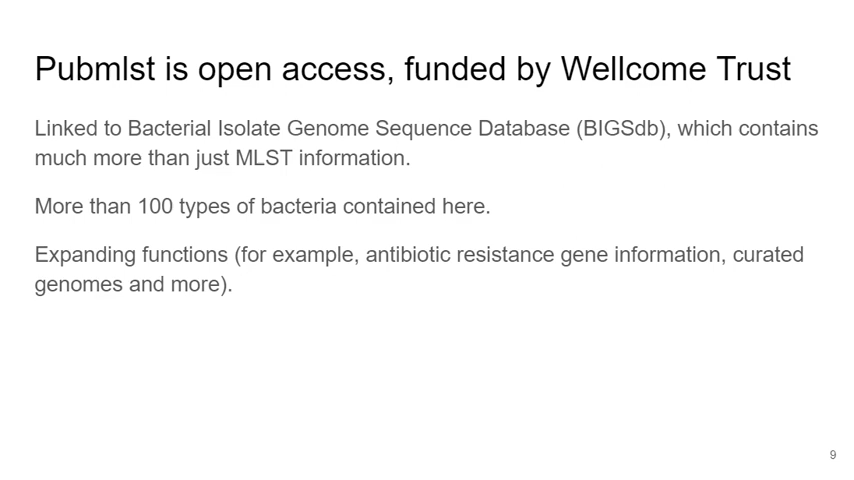 Pubmlst is open access, funded by Wellcome Trust
Linked to Bacterial Isolate Genome Sequence Database (BIGSdb), which contains
much more than just MLST information.
More than 100 types of bacteria contained here.
Expanding functions (for example, antibiotic resistance gene information, curated
genomes and more).
9